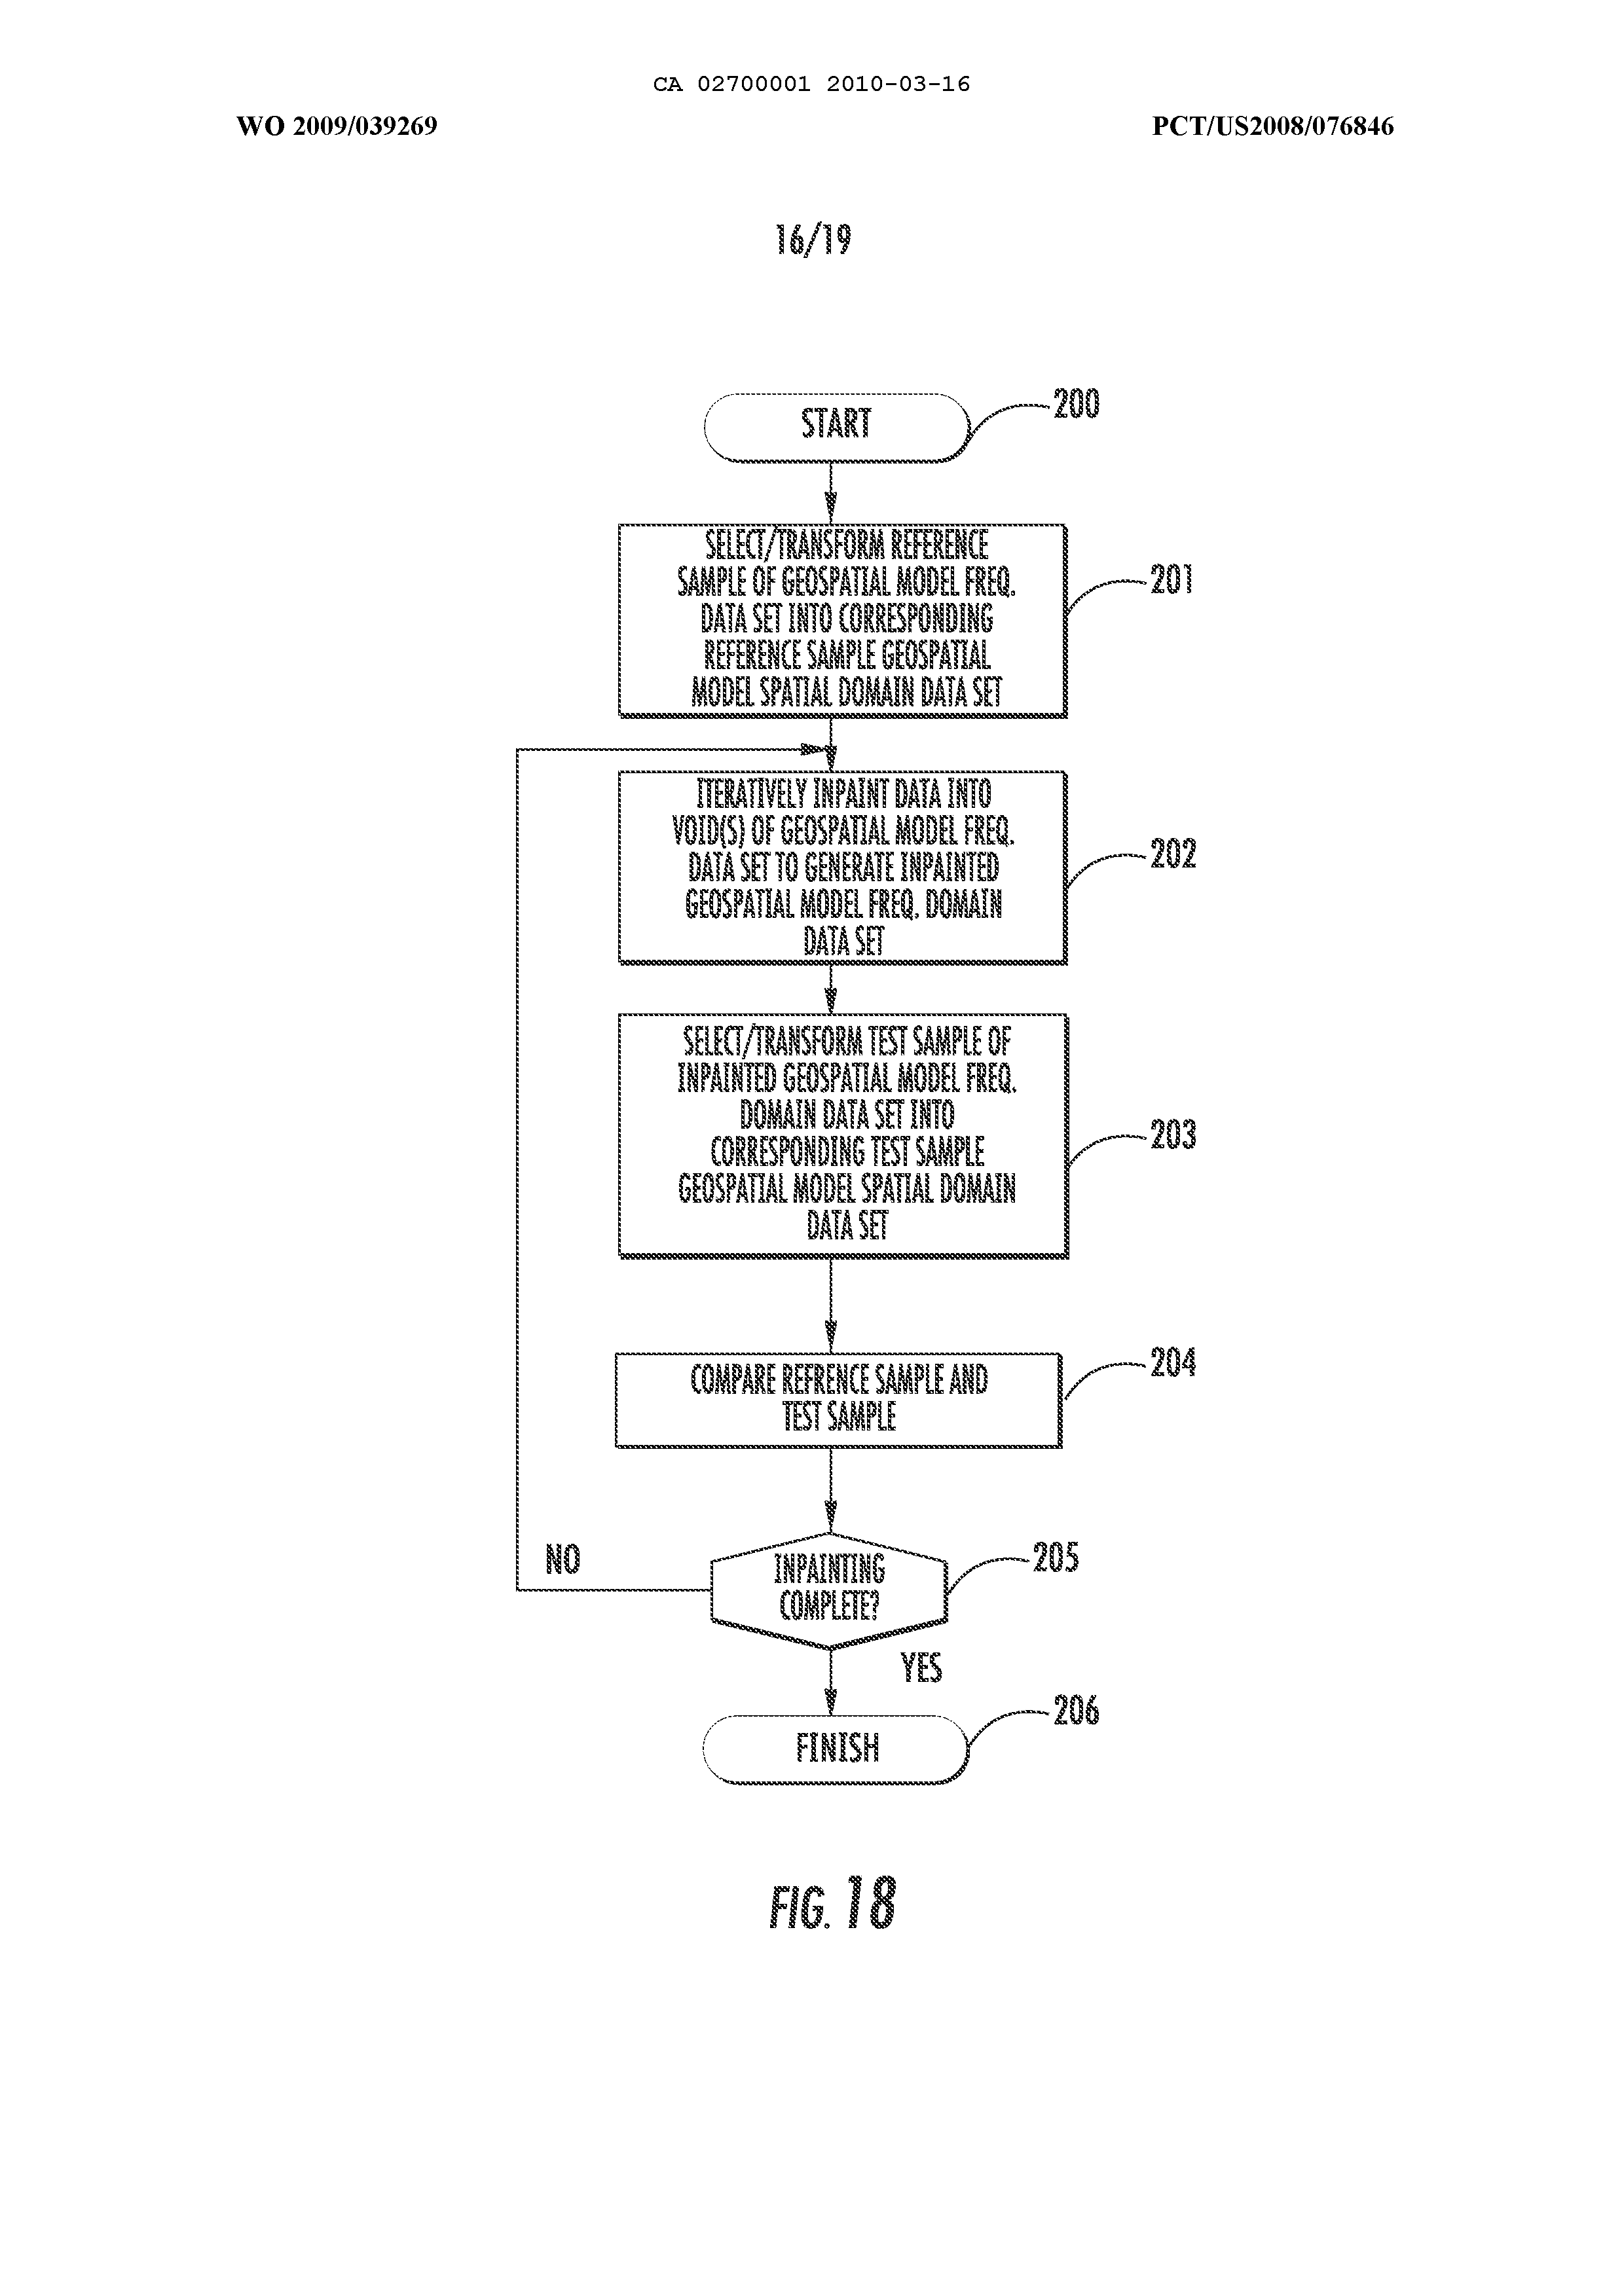 CA 02700001 2010-03-16
WO 2009/039269
PCT/US2008/076846
16/19
START
200
SELECT/TRANSFORM REFERENCE
SAMPLE OF GEOSPATIAL MODEL FREQ.
DATA SET INTO CORRESPONDING
REFERENCE SAMPLE GEOSPATIAL
MODEL SPATIAL DOMAIN DATA SET
201
ITERATIVELY INPAINT DATA INTO
VOID(S) OF GEOSPATIAL MODEL FREQ.
DATA SET TO GENERATE INPAINTED
GEOSPATIAL MODEL FREQ. DOMAIN
DATA SET
202
SELECT/TRANSFORM TEST SAMPLE OF
INPAINTED GEOSPATIAL MODEL FREQ.
DOMAIN DATA SET INTO
CORRESPONDING TEST SAMPLE
GEOSPATIAL MODEL SPATIAL DOMAIN
DATA SET
203
COMPARE REFRENCE SAMPLE AND
TEST SAMPLE
204
INPAINTING
COMPLETE?
205
NO
YES
FINISH
206
FIG. 18